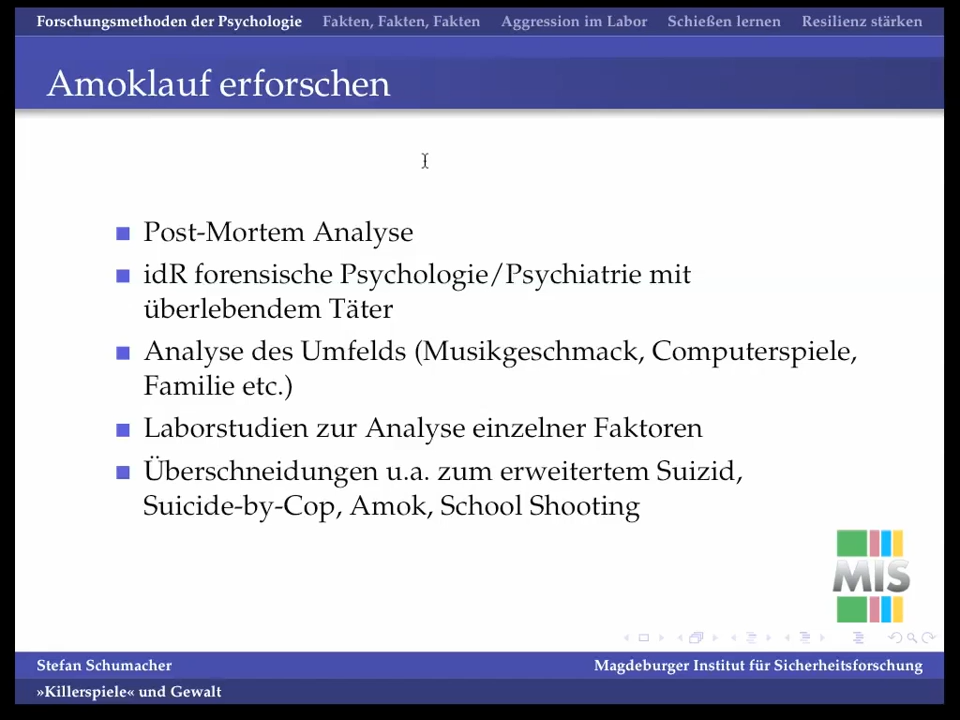 Forschungsmethoden der Psychologie Fakten, Fakten, Fakten Aggression im Labor Schießen lernen Resilienz stärken
Amoklauf erforschen
Post-Mortem Analyse
idR forensische Psychologie/Psychiatrie mit
überlebendem Täter
Analyse des Umfelds (Musikgeschmack, Computerspiele,
Familie etc.)
Laborstudien zur Analyse einzelner Faktoren
Überschneidungen u.a. zum erweitertem Suizid,
Suicide-by-Cop, Amok, School Shooting
MIS
Stefan Schumacher Magdeburger Institut für Sicherheitsforschung
»Killerspiele« und Gewalt